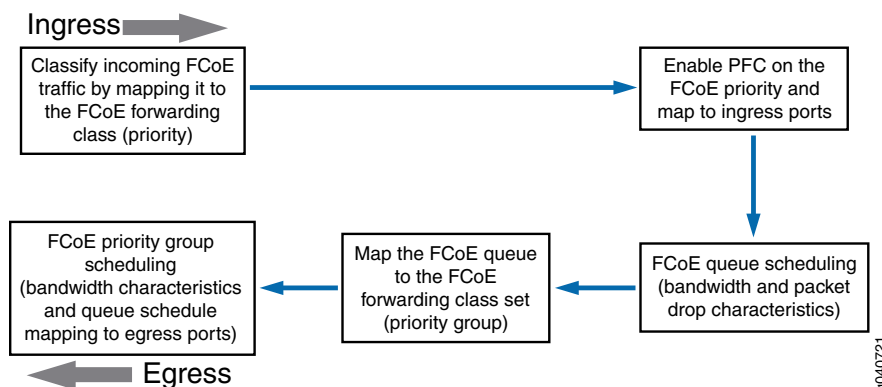 Ingress
Classify incoming FCoE
traffic by mapping it to
the FCoE forwarding
class (priority)
Enable PFC on the
FCoE priority and
map to ingress ports
FCoE queue scheduling
(bandwidth and packet
drop characteristics)
Map the FCoE queue
to the FCoE
forwarding class set
(priority group)
FCoE priority group
scheduling
(bandwidth characteristics
and queue schedule
mapping to egress ports)
Egress